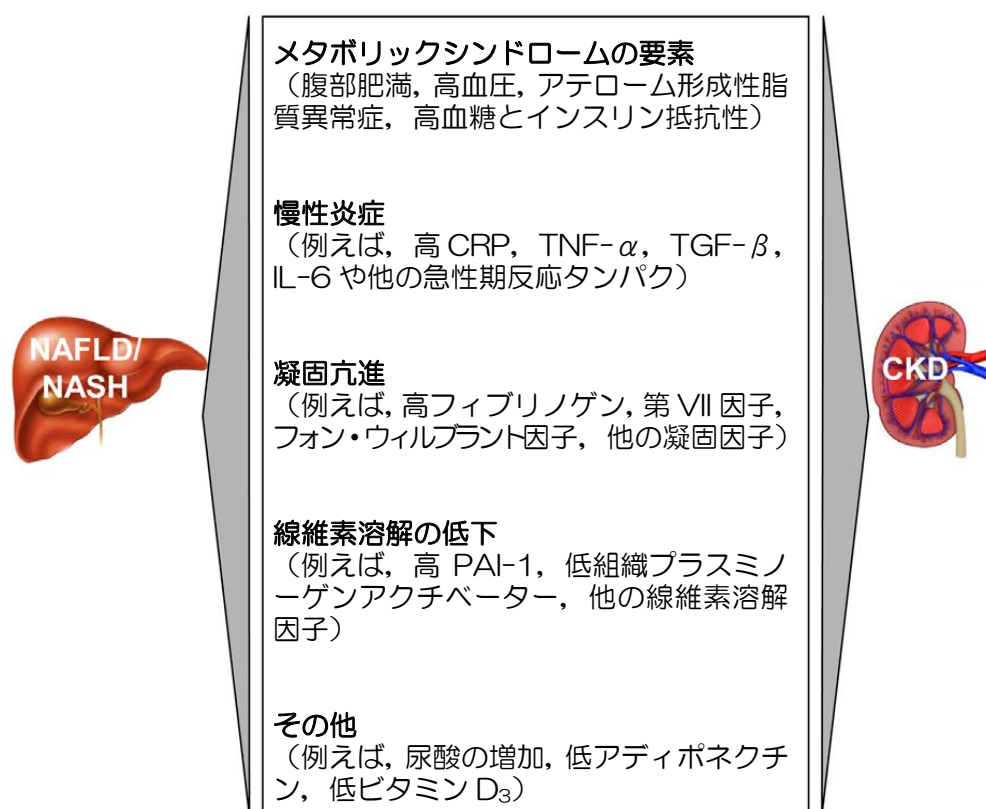 メタボリックシンドロームの要素
（腹部肥満, 高血圧, アテローム形成性脂
質異常症, 高血糖とインスリン抵抗性）
慢性炎症
（例えば, 高 CRP, TNF-α, TGF-β,
IL-6 や他の急性期反応タンパク）
NAFLD/
NASH
CKD
凝固亢進
（例えば, 高フィブリノゲン, 第 VII 因子,
フォン・ウィルブラント因子, 他の凝固因子）
線維素溶解の低下
（例えば, 高 PAI-1, 低組織プラスミノ
ーゲンアクチベーター, 他の線維素溶解
因子）
その他
（例えば, 尿酸の増加, 低アディポネクチ
ン, 低ビタミン D₃）